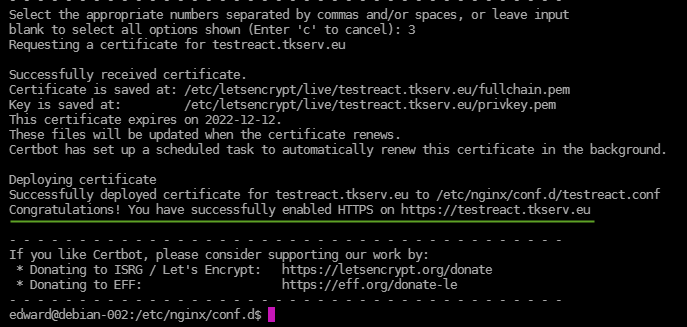 - - - - - - - - - - - - - - - - - - - - - - - - - - - - - - - - - - - - - - - -
Select the appropriate numbers separated by commas and/or spaces, or leave input
blank to select all options shown (Enter 'c' to cancel): 3
Requesting a certificate for testreact.tkserv.eu
Successfully received certificate.
Certificate is saved at: /etc/letsencrypt/live/testreact.tkserv.eu/fullchain.pem
Key is saved at:         /etc/letsencrypt/live/testreact.tkserv.eu/privkey.pem
This certificate expires on 2022-12-12.
These files will be updated when the certificate renews.
Certbot has set up a scheduled task to automatically renew this certificate in the background.
Deploying certificate
Successfully deployed certificate for testreact.tkserv.eu to /etc/nginx/conf.d/testreact.conf
Congratulations! You have successfully enabled HTTPS on https://testreact.tkserv.eu
- - - - - - - - - - - - - - - - - - - - - - - - - - - - - - - - - - - - - - - -
If you like Certbot, please consider supporting our work by:
 * Donating to ISRG / Let's Encrypt:   https://letsencrypt.org/donate
 * Donating to EFF:                    https://eff.org/donate-le
- - - - - - - - - - - - - - - - - - - - - - - - - - - - - - - - - - - - - - - -
edward@debian-002:/etc/nginx/conf.d$